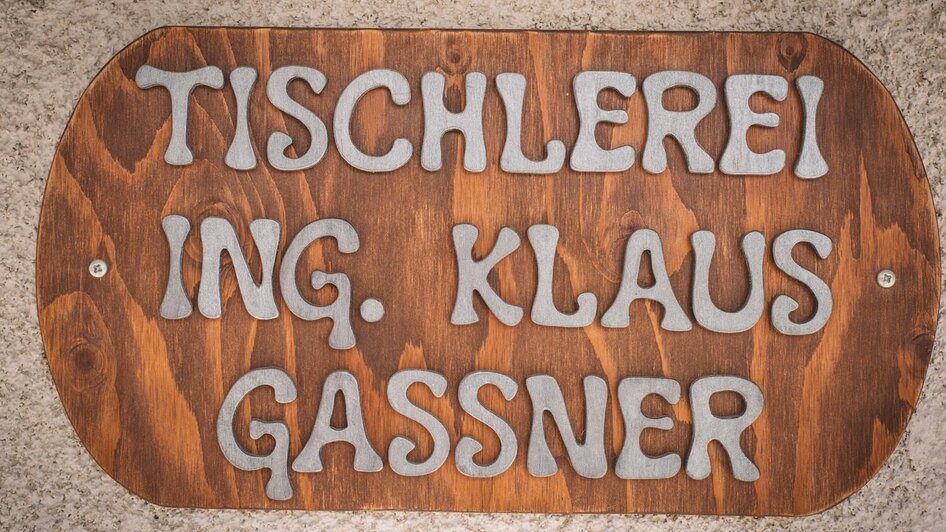 TISCHLEREI
ING. KLAUS
GASSNER